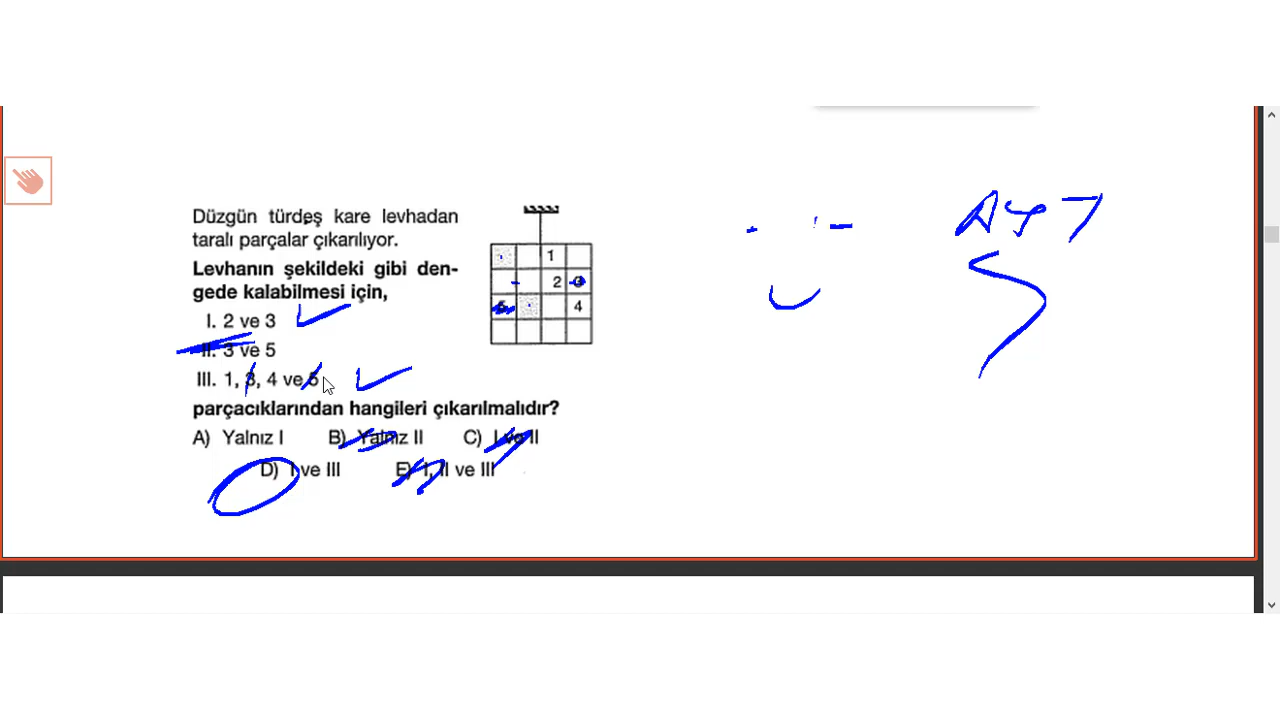 Düzgün türdeş kare levhadan
taralı parçalar çıkarılıyor.
Levhanın şekildeki gibi den-
gede kalabilmesi için,
I. 2 ve 3
II. 3 ve 5
III. 1, 3, 4 ve 5
parçacıklarından hangileri çıkarılmalıdır?
A) Yalnız I B) Yalnız II C) I ve II
D) I ve III E) I, II ve III
1
2 3
5 4